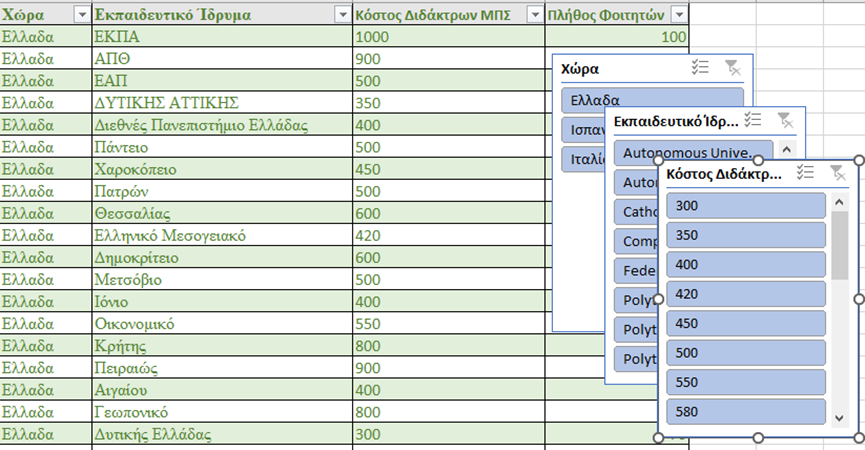 Χώρα Εκπαιδευτικό Ίδρυμα Κόστος Διδάκτρων ΜΠΣ Πλήθος Φοιτητών
Ελλαδα ΕΚΠΑ 1000 100
Ελλαδα ΑΠΘ 900
Ελλαδα ΕΑΠ 500
Ελλαδα ΔΥΤΙΚΗΣ ΑΤΤΙΚΗΣ 350
Ελλαδα Διεθνές Πανεπιστήμιο Ελλάδας 400
Ελλαδα Πάντειο 500
Ελλαδα Χαροκόπειο 450
Ελλαδα Πατρών 500
Ελλαδα Θεσσαλίας 600
Ελλαδα Ελληνικό Μεσογειακό 420
Ελλαδα Δημοκρίτειο 600
Ελλαδα Μετσόβιο 500
Ελλαδα Ιόνιο 400
Ελλαδα Οικονομικό 550
Ελλαδα Κρήτης 800
Ελλαδα Πειραιώς 900
Ελλαδα Αιγαίου 400
Ελλαδα Γεωπονικό 800
Ελλαδα Δυτικής Ελλάδας 300
Χώρα
Ελλαδα
Ισπαν
Ιταλί
Εκπαιδευτικό Ίδρ...
Autonomous Unive...
Auto
Catho
Comp
Fede
Polyt
Polyt
Polyt
Κόστος Διδάκτρ...
300
350
400
420
450
500
550
580